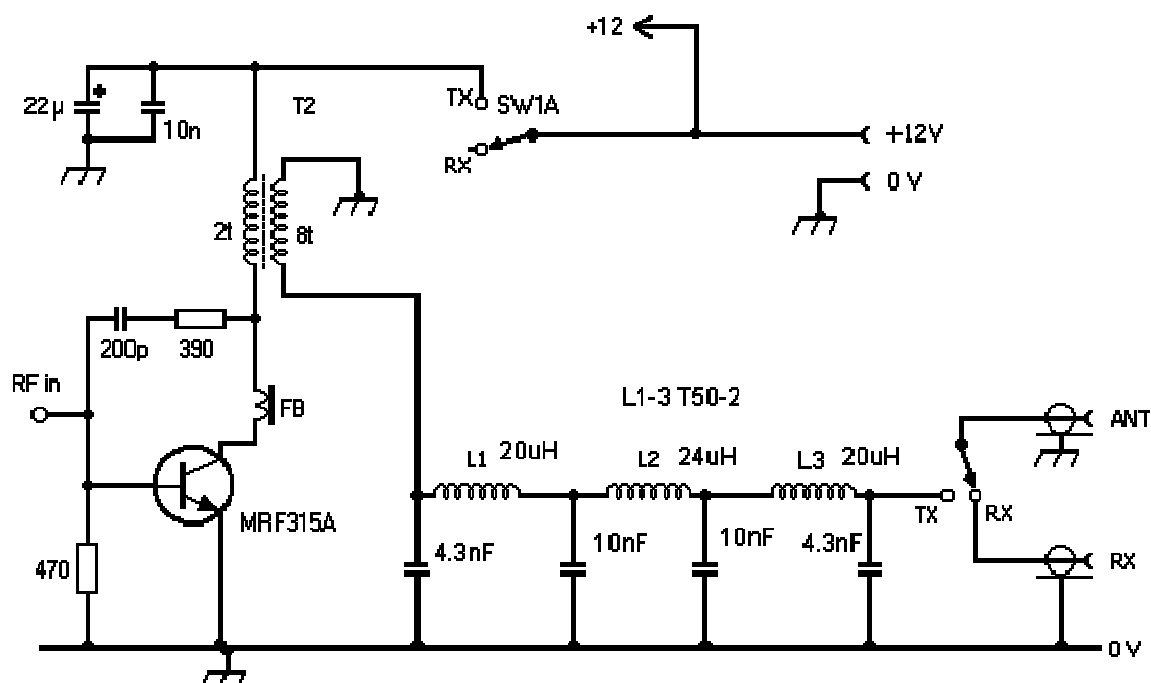 +12
TX SW1A
T2
22µ
10n
RX
+12V
0 V
2t
8t
200p
390
RF in
FB
L1-3 T50-2
ANT
L1 20uH
L2 24uH
L3 20uH
MRF315A
TX
RX
4.3nF
10nF
10nF
4.3nF
470
RX
0 V